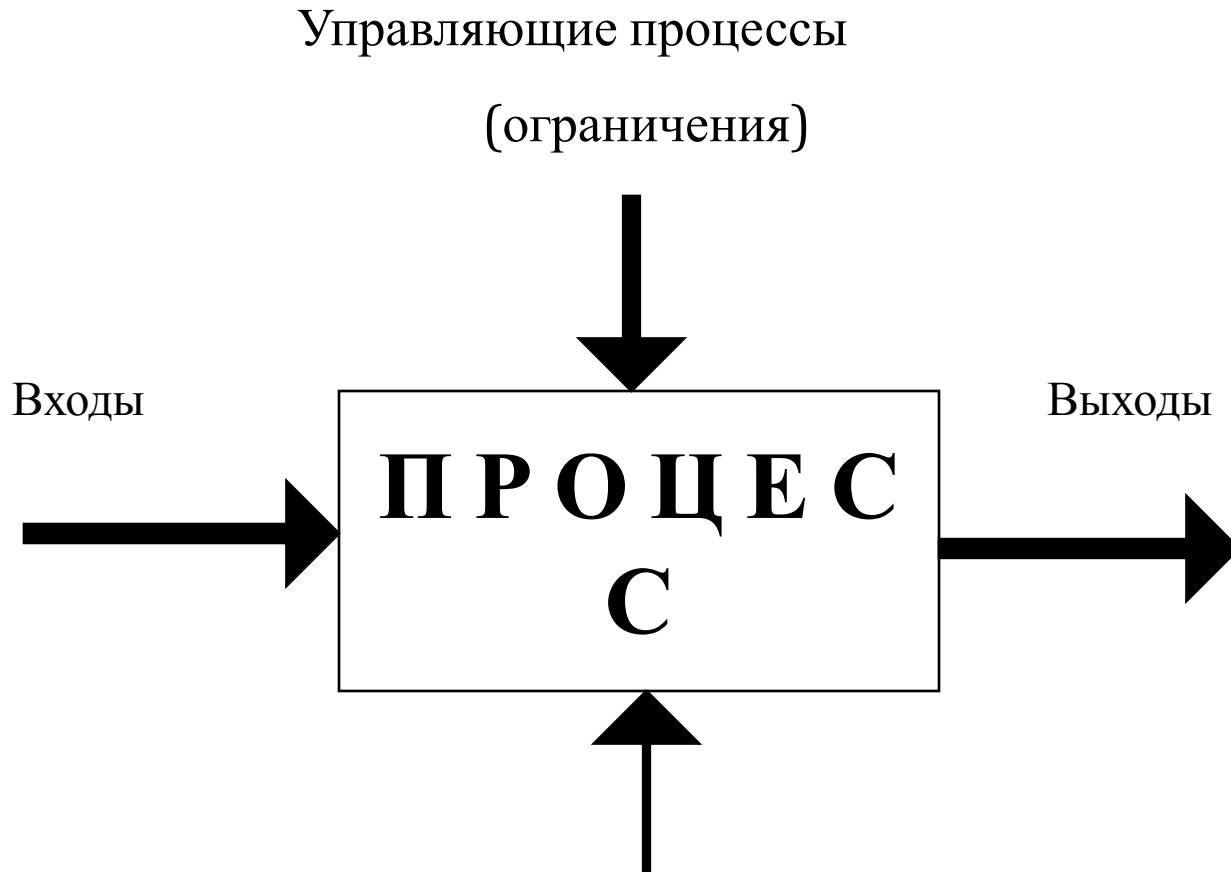 Управляющие процессы
(ограничения)
Входы
Выходы
П Р О Ц Е С
С